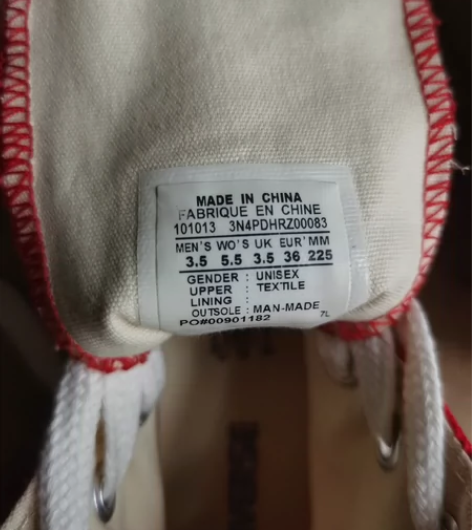 MADE IN CHINA
FABRIQUE EN CHINE
101013 3N4PDHRZ00083
MEN'S WO'S UK EUR' MM
3.5 5.5 3.5 36 225
GENDER : UNISEX
UPPER : TEXTILE
LINING :
OUTSOLE : MAN-MADE
PO#00901182 7L